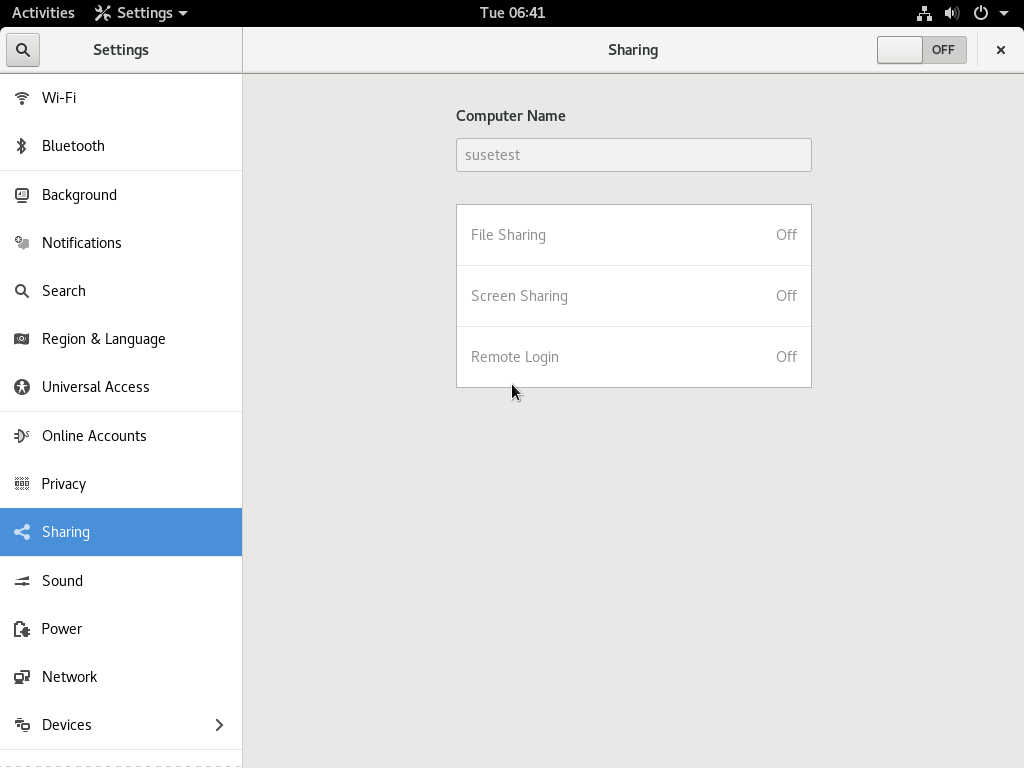 Activities Settings Tue 06:41
Settings Sharing OFF
Wi-Fi
Bluetooth
Background
Notifications
Search
Region & Language
Universal Access
Online Accounts
Privacy
Sharing
Sound
Power
Network
Devices
Computer Name
susetest
File Sharing Off
Screen Sharing Off
Remote Login Off